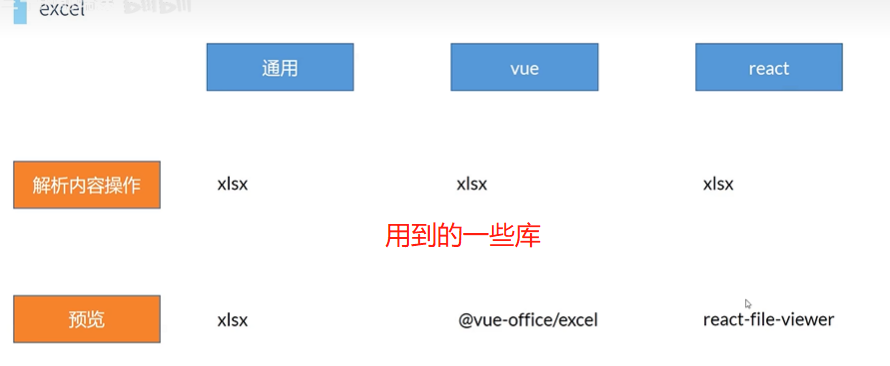 excel
bilibili
通用 vue react
解析内容操作 xlsx xlsx xlsx
用到的一些库
预览 xlsx @vue-office/excel react-file-viewer